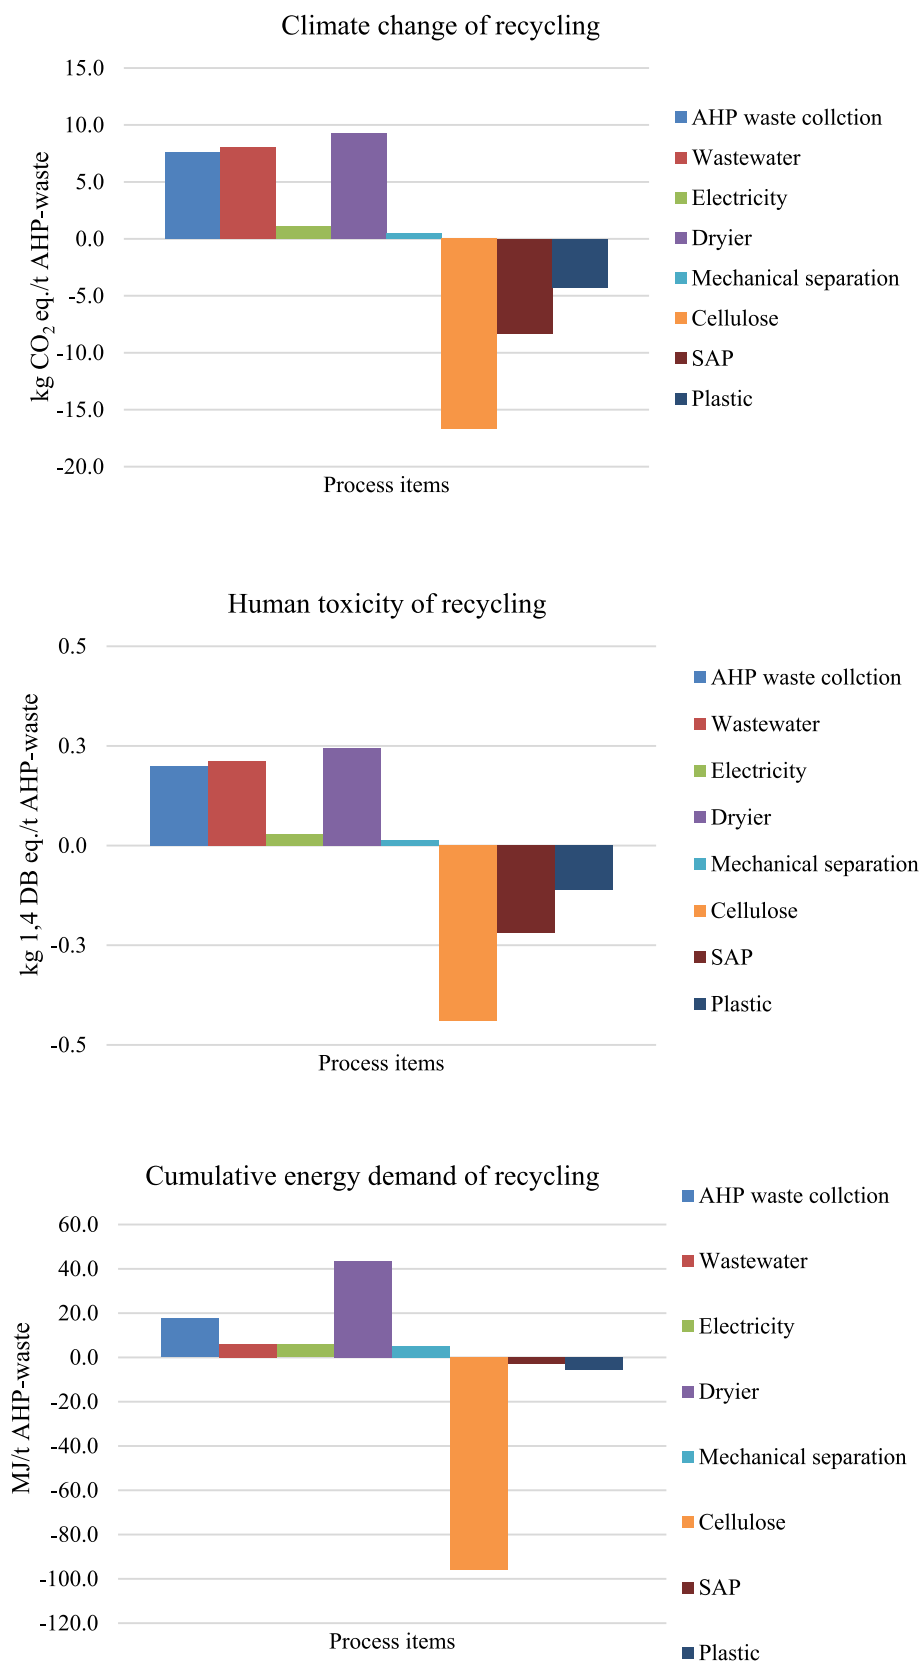 Climate change of recycling
15.0
10.0
5.0
0.0
-5.0
-10.0
-15.0
-20.0
kg CO₂ eq./t AHP-waste
Process items
AHP waste collction
Wastewater
Electricity
Dryier
Mechanical separation
Cellulose
SAP
Plastic
Human toxicity of recycling
0.5
0.3
0.0
-0.3
-0.5
kg 1,4 DB eq./t AHP-waste
Process items
AHP waste collction
Wastewater
Electricity
Dryier
Mechanical separation
Cellulose
SAP
Plastic
Cumulative energy demand of recycling
60.0
40.0
20.0
0.0
-20.0
-40.0
-60.0
-80.0
-100.0
-120.0
MJ/t AHP-waste
Process items
AHP waste collction
Wastewater
Electricity
Dryier
Mechanical separation
Cellulose
SAP
Plastic